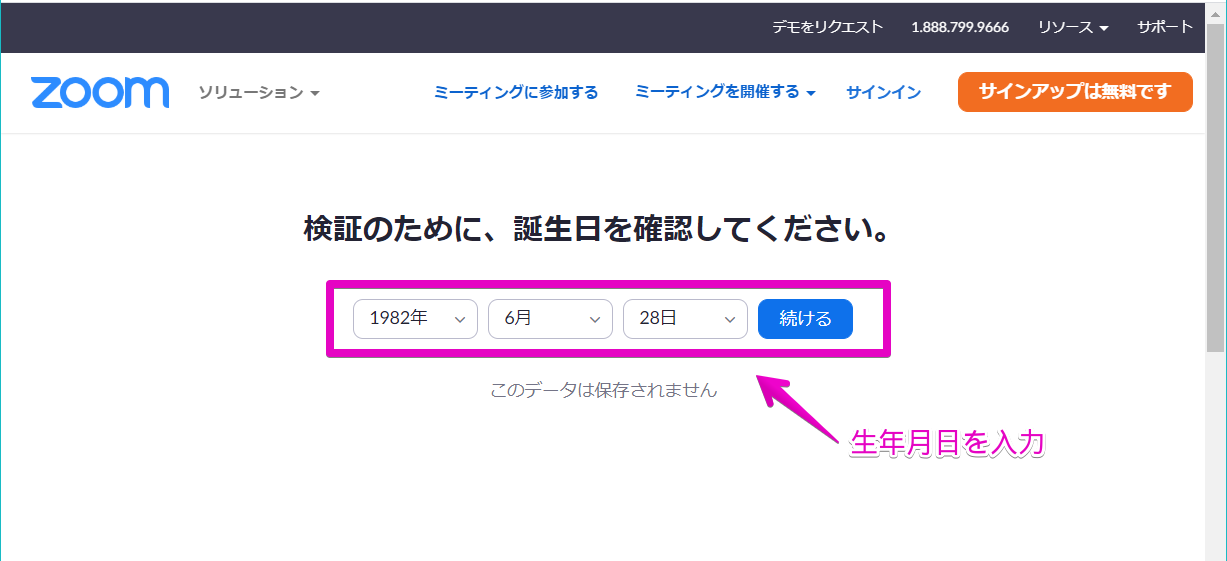 デモをリクエスト 1.888.799.9666 リソース サポート
zoom ソリューション ミーティングに参加する ミーティングを開催する サインイン サインアップは無料です
検証のために、誕生日を確認してください。
1982年 6月 28日 続ける
このデータは保存されません
生年月日を入力